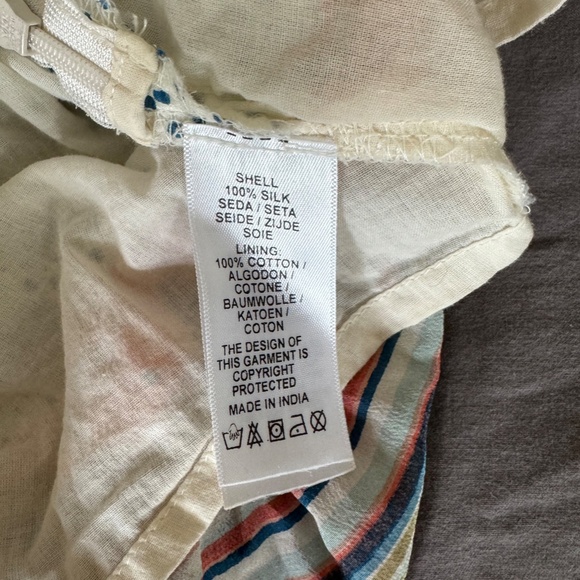 SHELL
100% SILK
SEDA / SETA
SEIDE / ZIJDE
SOIE
LINING:
100% COTTON /
ALGODON /
COTONE /
BAUMWOLLE /
KATOEN /
COTON
THE DESIGN OF
THIS GARMENT IS
COPYRIGHT
PROTECTED
MADE IN INDIA